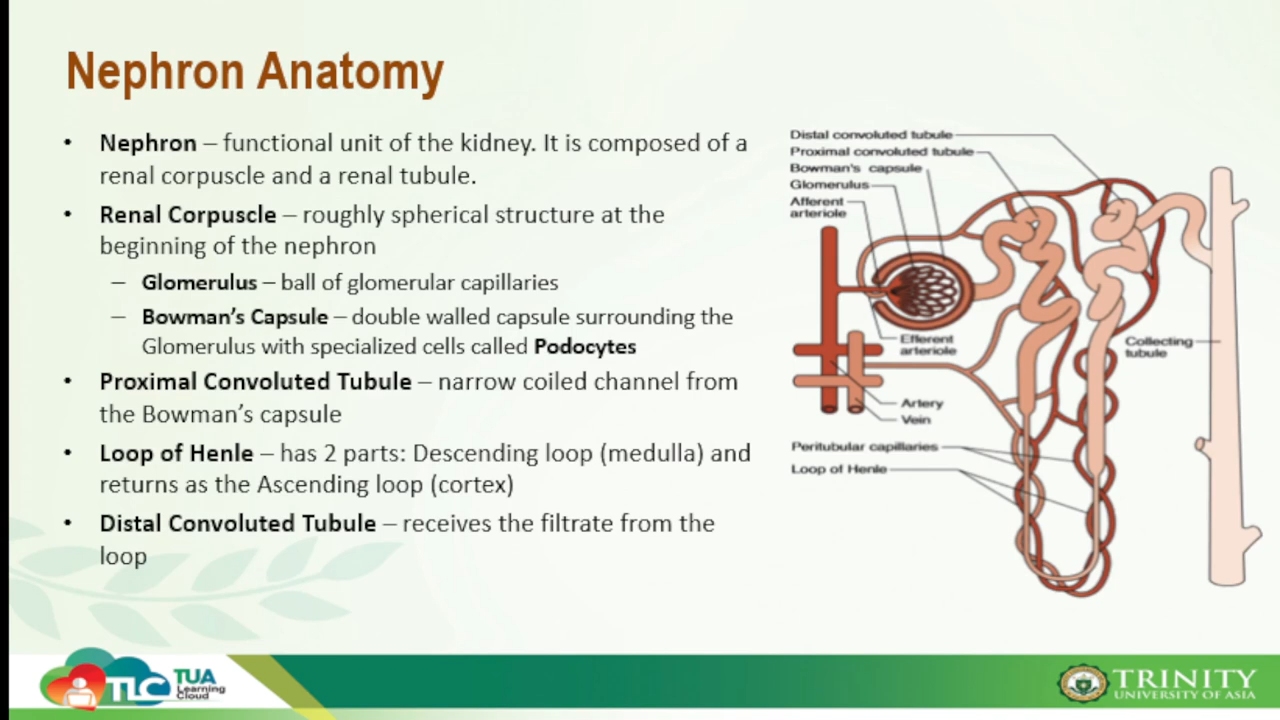 Nephron Anatomy
• Nephron – functional unit of the kidney. It is composed of a
renal corpuscle and a renal tubule.
• Renal Corpuscle – roughly spherical structure at the
beginning of the nephron
– Glomerulus – ball of glomerular capillaries
– Bowman's Capsule – double walled capsule surrounding the
Glomerulus with specialized cells called Podocytes
• Proximal Convoluted Tubule – narrow coiled channel from
the Bowman's capsule
• Loop of Henle – has 2 parts: Descending loop (medulla) and
returns as the Ascending loop (cortex)
• Distal Convoluted Tubule – receives the filtrate from the
loop
Distal convoluted tubule
Proximal convoluted tubule
Bowman's capsule
Glomerulus
Afferent
arteriole
Efferent
arteriole
Collecting
tubule
Artery
Vein
Peritubular capillaries
Loop of Henle
TLC
TUA
Learning
Cloud
TRINITY
UNIVERSITY OF ASIA